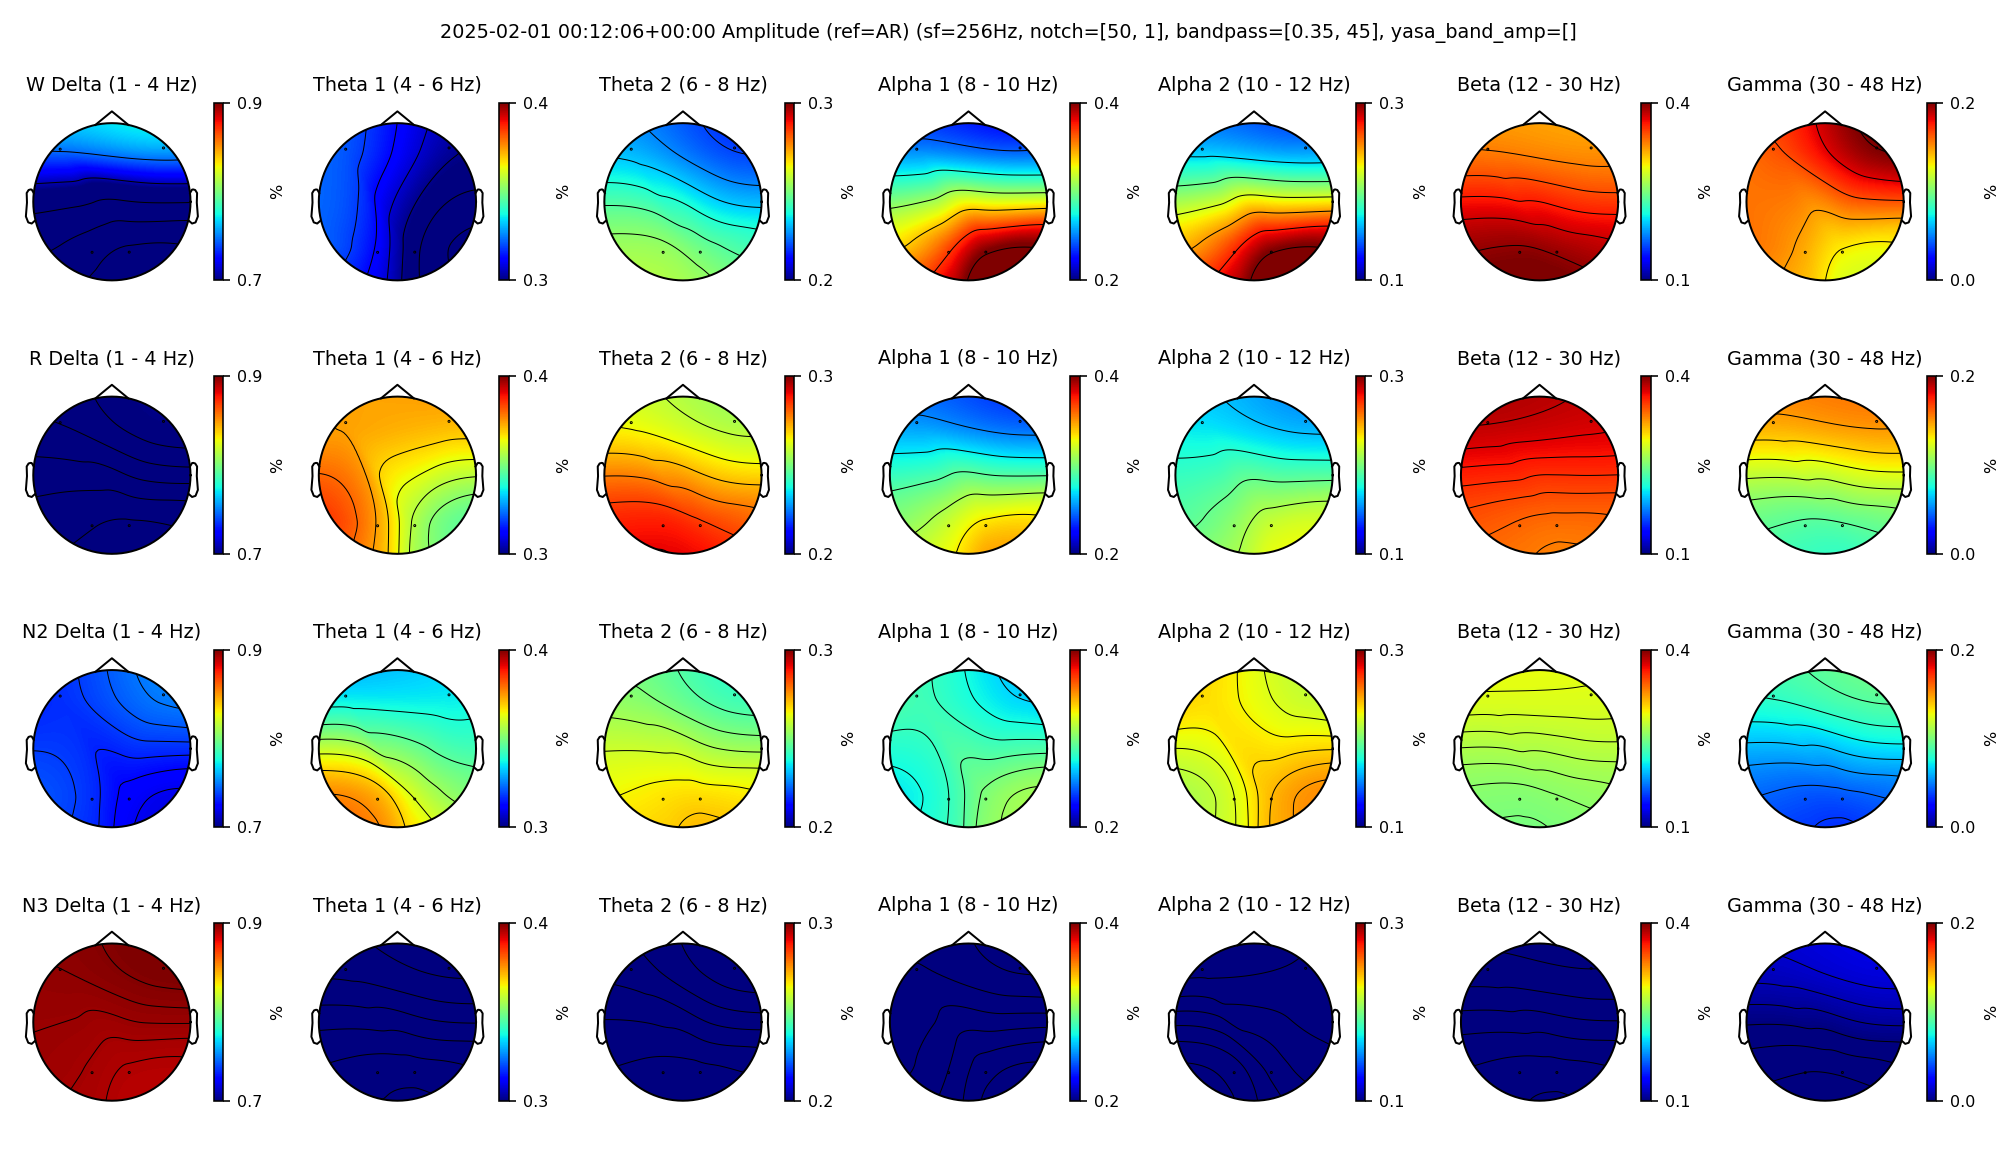 2025-02-01 00:12:06+00:00 Amplitude (ref=AR) (sf=256Hz, notch=[50, 1], bandpass=[0.35, 45], yasa_band_amp=[]
W Delta (1 - 4 Hz) Theta 1 (4 - 6 Hz) Theta 2 (6 - 8 Hz) Alpha 1 (8 - 10 Hz) Alpha 2 (10 - 12 Hz) Beta (12 - 30 Hz) Gamma (30 - 48 Hz)
0.9 0.4 0.3 0.4 0.3 0.4 0.2
% % % % % % %
0.7 0.3 0.2 0.2 0.1 0.1 0.0
R Delta (1 - 4 Hz) Theta 1 (4 - 6 Hz) Theta 2 (6 - 8 Hz) Alpha 1 (8 - 10 Hz) Alpha 2 (10 - 12 Hz) Beta (12 - 30 Hz) Gamma (30 - 48 Hz)
0.9 0.4 0.3 0.4 0.3 0.4 0.2
% % % % % % %
0.7 0.3 0.2 0.2 0.1 0.1 0.0
N2 Delta (1 - 4 Hz) Theta 1 (4 - 6 Hz) Theta 2 (6 - 8 Hz) Alpha 1 (8 - 10 Hz) Alpha 2 (10 - 12 Hz) Beta (12 - 30 Hz) Gamma (30 - 48 Hz)
0.9 0.4 0.3 0.4 0.3 0.4 0.2
% % % % % % %
0.7 0.3 0.2 0.2 0.1 0.1 0.0
N3 Delta (1 - 4 Hz) Theta 1 (4 - 6 Hz) Theta 2 (6 - 8 Hz) Alpha 1 (8 - 10 Hz) Alpha 2 (10 - 12 Hz) Beta (12 - 30 Hz) Gamma (30 - 48 Hz)
0.9 0.4 0.3 0.4 0.3 0.4 0.2
% % % % % % %
0.7 0.3 0.2 0.2 0.1 0.1 0.0